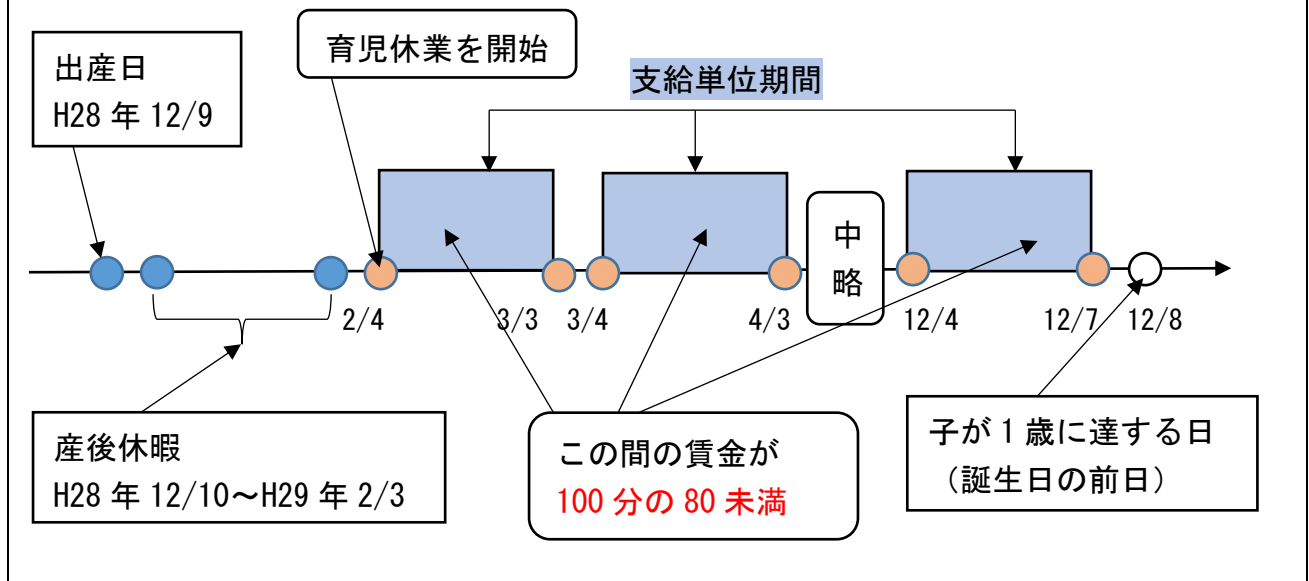 育児休業を開始
出産日
H28 年 12/9
支給単位期間
中
略
2/4
3/3
3/4
4/3
12/4
12/7
12/8
産後休暇
H28 年 12/10～H29 年 2/3
この間の賃金が
100 分の 80 未満
子が 1 歳に達する日
（誕生日の前日）